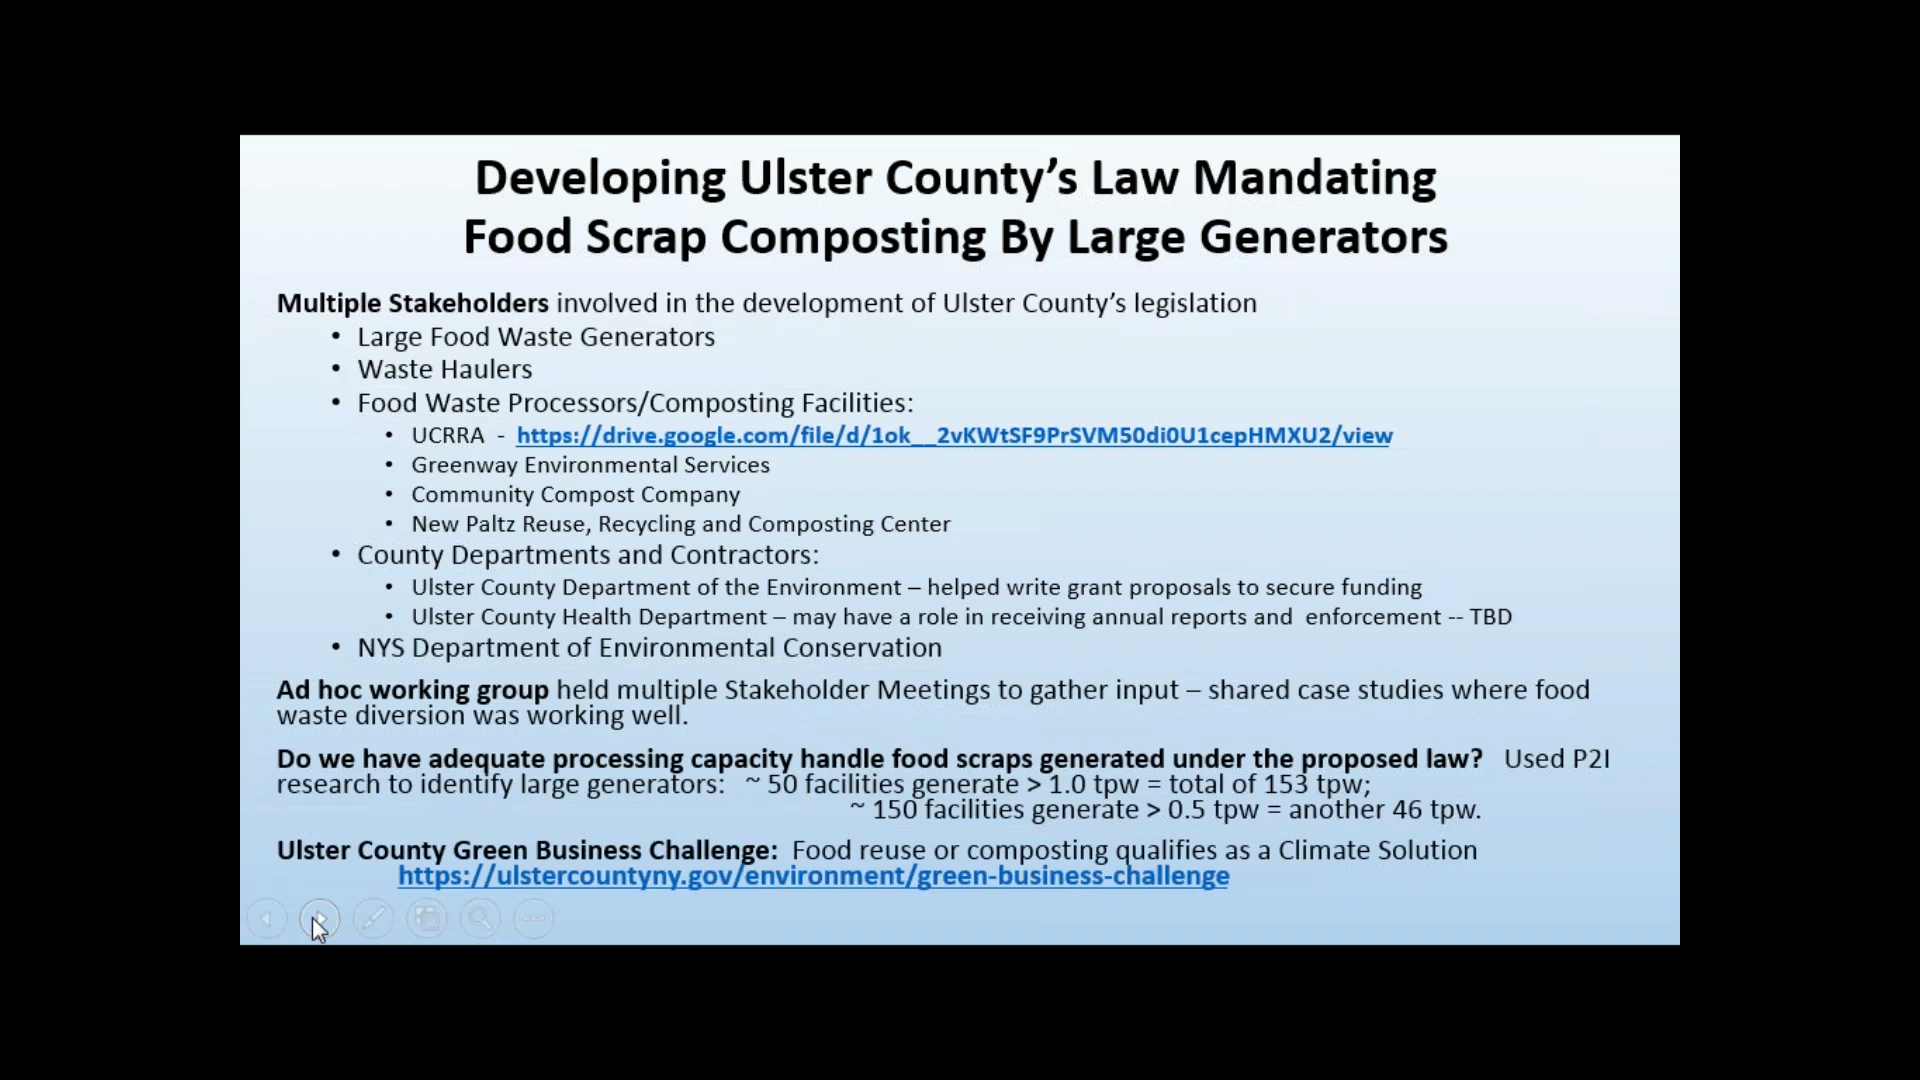 Developing Ulster County’s Law Mandating
Food Scrap Composting By Large Generators
Multiple Stakeholders involved in the development of Ulster County’s legislation
• Large Food Waste Generators
• Waste Haulers
• Food Waste Processors/Composting Facilities:
• UCRRA - https://drive.google.com/file/d/1ok__2vKWtSF9PrSVM50di0U1cepHMXU2/view
• Greenway Environmental Services
• Community Compost Company
• New Paltz Reuse, Recycling and Composting Center
• County Departments and Contractors:
• Ulster County Department of the Environment – helped write grant proposals to secure funding
• Ulster County Health Department – may have a role in receiving annual reports and enforcement -- TBD
• NYS Department of Environmental Conservation
Ad hoc working group held multiple Stakeholder Meetings to gather input – shared case studies where food
waste diversion was working well.
Do we have adequate processing capacity handle food scraps generated under the proposed law? Used P2I
research to identify large generators: ~ 50 facilities generate > 1.0 tpw = total of 153 tpw;
~ 150 facilities generate > 0.5 tpw = another 46 tpw.
Ulster County Green Business Challenge: Food reuse or composting qualifies as a Climate Solution
https://ulstercountyny.gov/environment/green-business-challenge